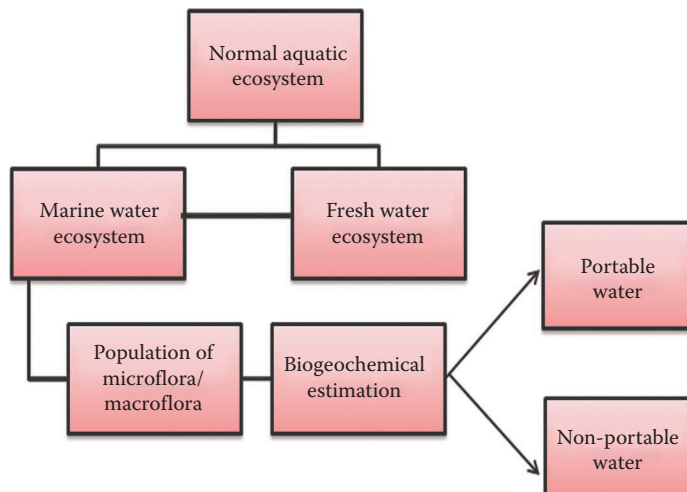 Normal aquatic
ecosystem
Marine water
ecosystem
Fresh water
ecosystem
Population of
microflora/
macroflora
Biogeochemical
estimation
Portable
water
Non-portable
water